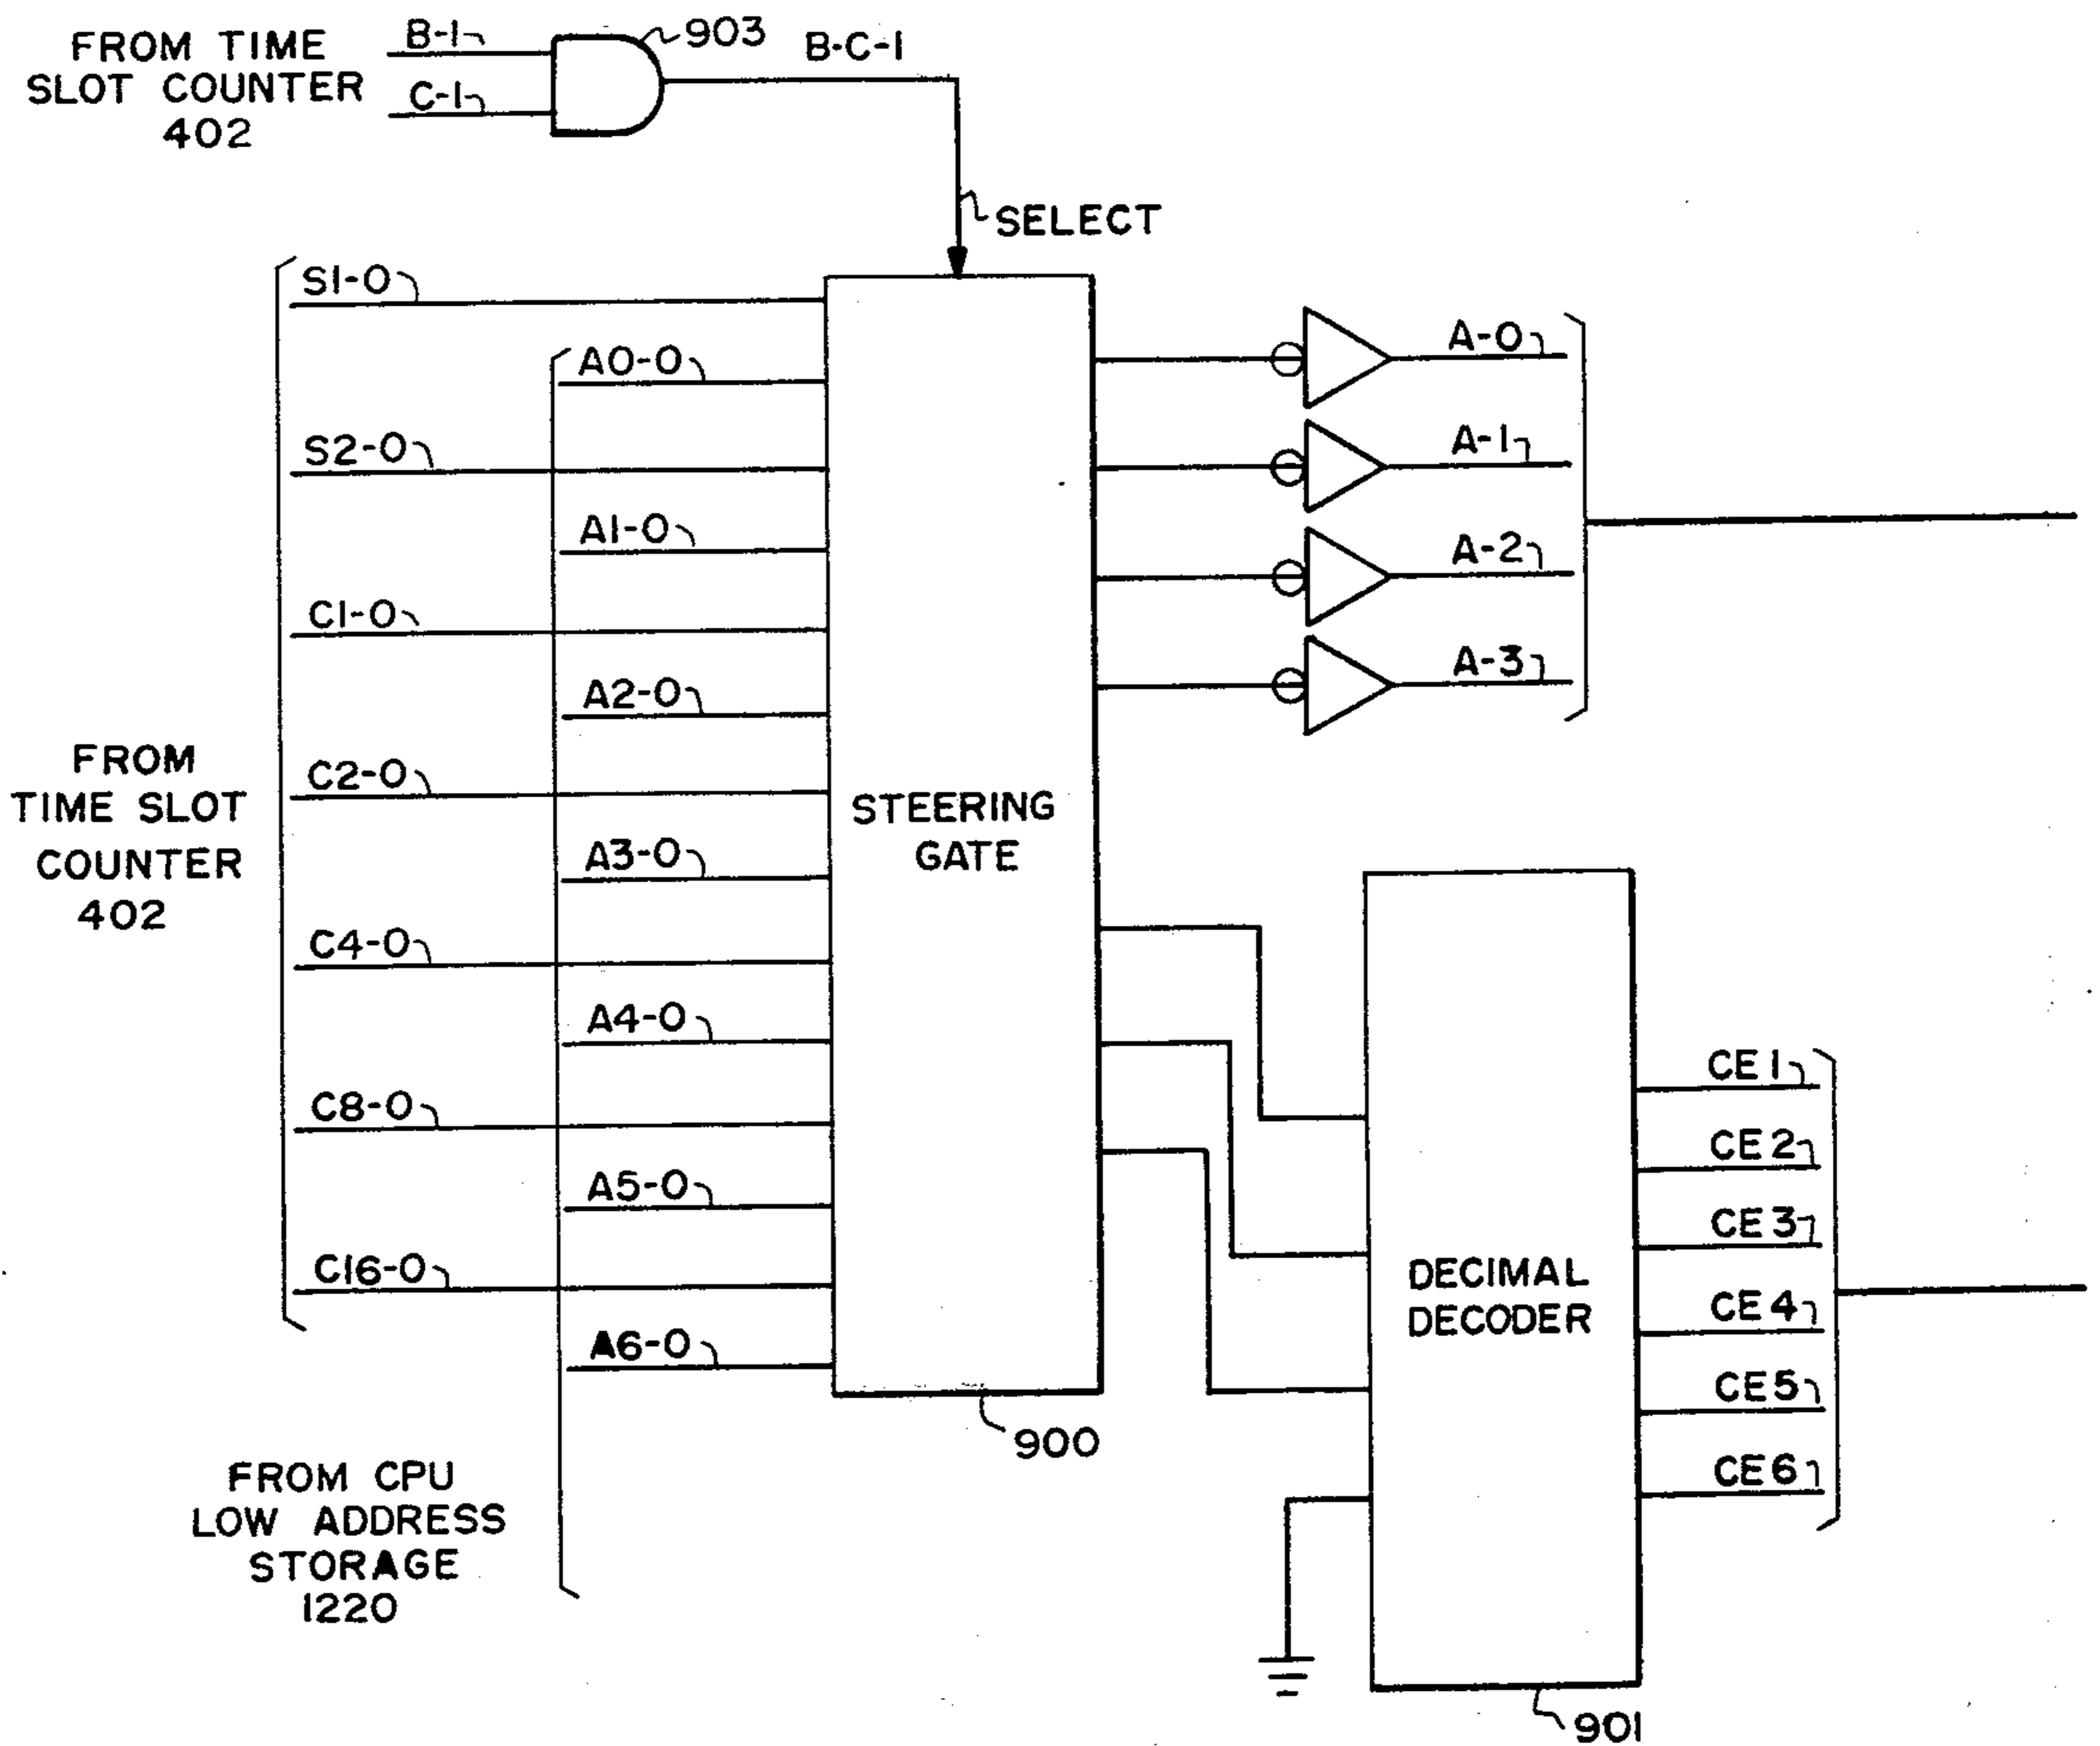 FROM TIME
SLOT COUNTER
402
B-1
C-1
903
B·C-1
SELECT
S1-0
A0-0
S2-0
A1-0
C1-0
A2-0
C2-0
A3-0
C4-0
A4-0
C8-0
A5-0
C16-0
A6-0
FROM
TIME SLOT
COUNTER
402
FROM CPU
LOW ADDRESS
STORAGE
1220
STEERING
GATE
900
A-0
A-1
A-2
A-3
DECIMAL
DECODER
901
CE1
CE2
CE3
CE4
CE5
CE6